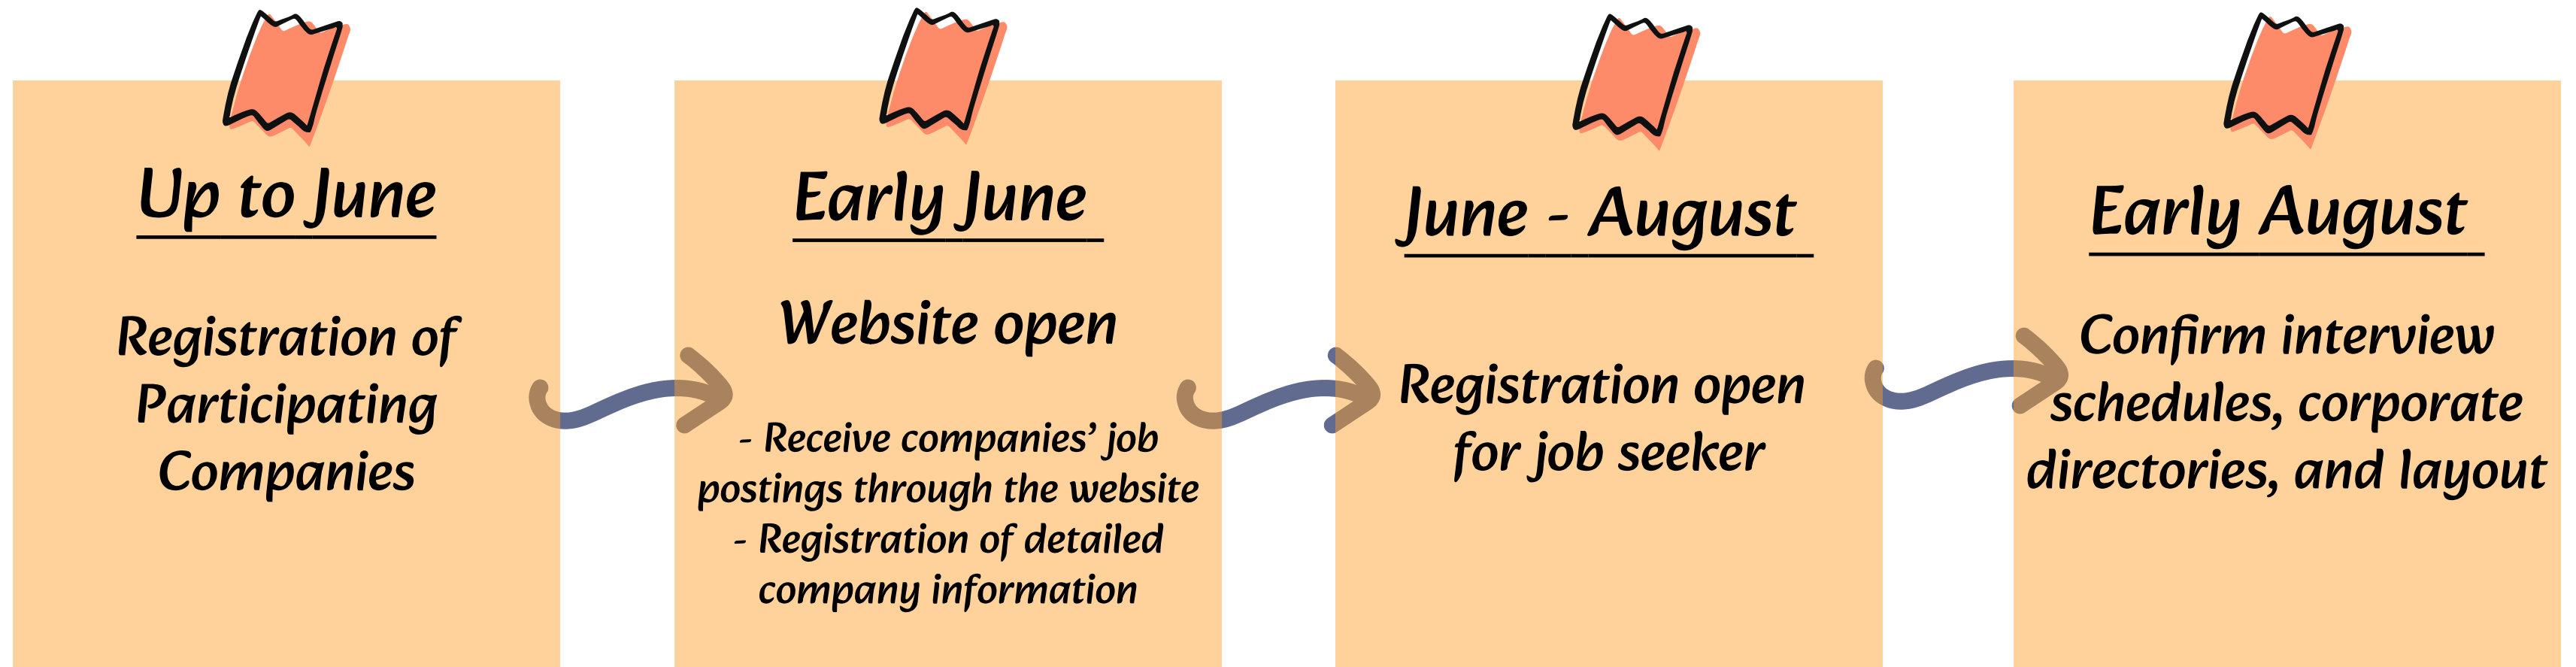 Up to June
Registration of
Participating
Companies
Early June
Website open
- Receive companies' job
postings through the website
- Registration of detailed
company information
June - August
Registration open
for job seeker
Early August
Confirm interview
schedules, corporate
directories, and layout